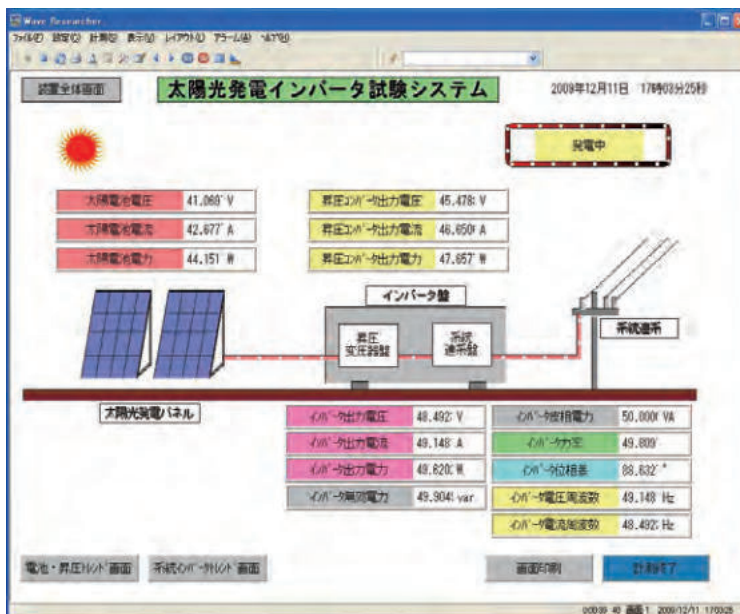 Wave Researcher
ファイル(F) 設定(C) 計測(S) 表示(V) レイアウト(L) アラーム(A) ヘルプ(H)
装置全体画面
太陽光発電インバータ試験システム
2009年12月11日 17時03分25秒
発電中
太陽電池電圧 41.069 V
昇圧コンバータ出力電圧 45.478 V
太陽電池電流 42.677 A
昇圧コンバータ出力電流 46.650 A
太陽電池電力 44.151 W
昇圧コンバータ出力電力 47.657 W
インバータ盤
昇圧
変圧器盤
系統
連系盤
系統連系
太陽光発電パネル
インバータ出力電圧 48.492 V
インバータ皮相電力 50.000 VA
インバータ出力電流 49.148 A
インバータ力率 49.809
インバータ出力電力 49.620 W
インバータ位相差 88.632 °
インバータ無効電力 49.904 var
インバータ電圧周波数 49.148 Hz
インバータ電流周波数 48.492 Hz
電池・昇圧トレンド画面
系統インバータトレンド画面
画面印刷
計測終了
画面1 2009/12/11 170325